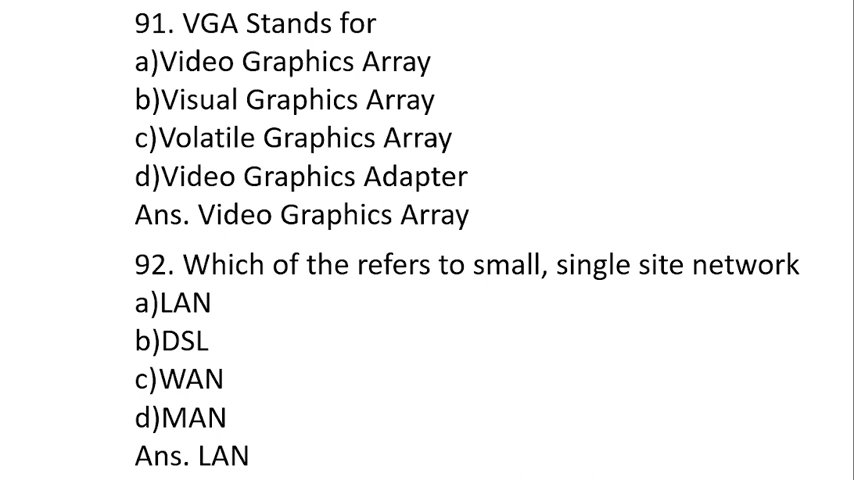 91. VGA Stands for
a)Video Graphics Array
b)Visual Graphics Array
c)Volatile Graphics Array
d)Video Graphics Adapter
Ans. Video Graphics Array
92. Which of the refers to small, single site network
a)LAN
b)DSL
c)WAN
d)MAN
Ans. LAN